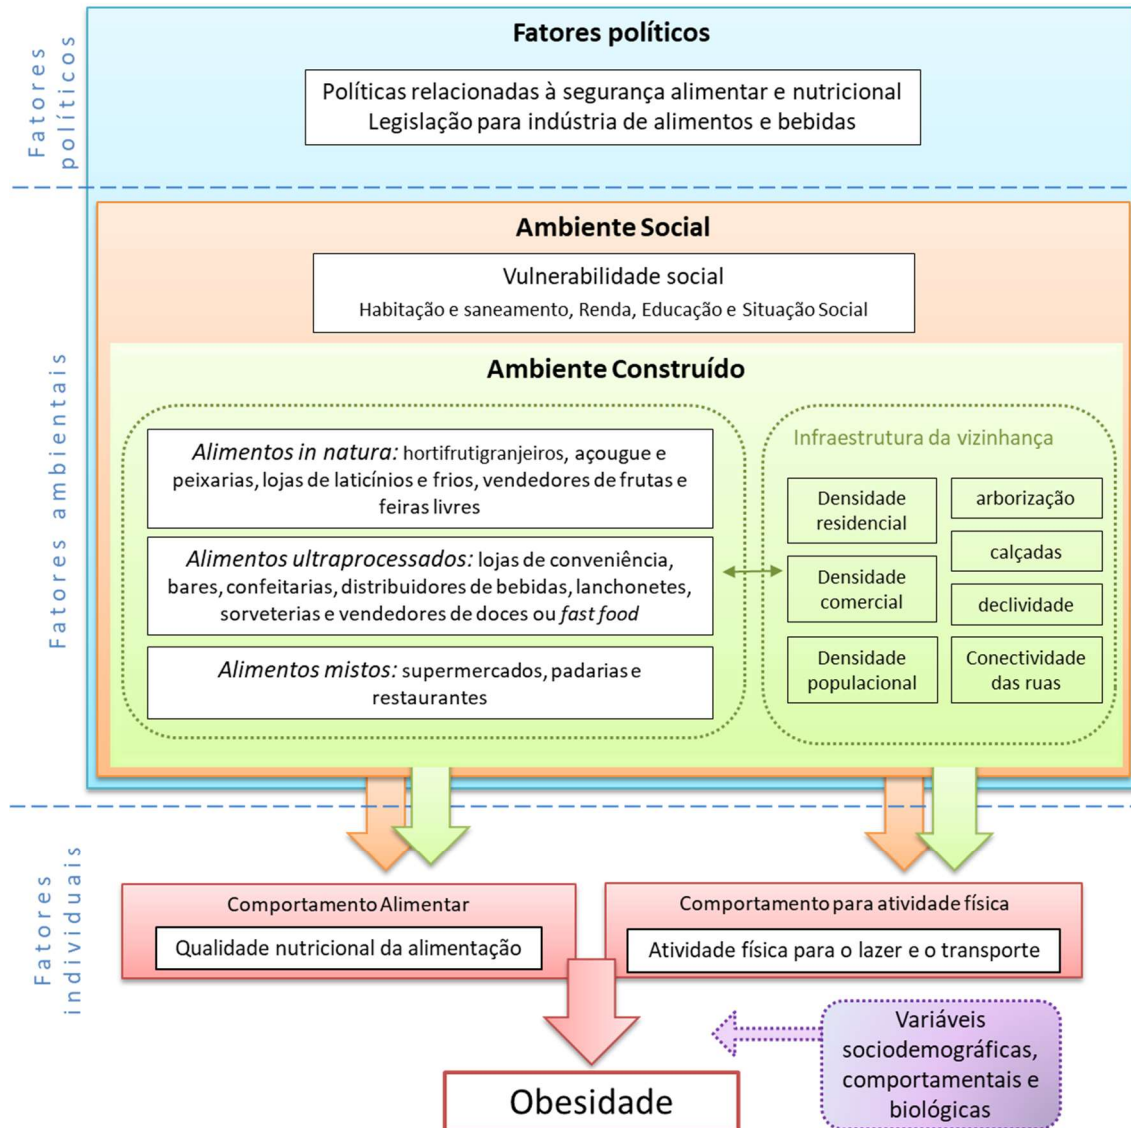 Fatores
políticos
Fatores políticos
Políticas relacionadas à segurança alimentar e nutricional
Legislação para indústria de alimentos e bebidas
Fatores ambientais
Ambiente Social
Vulnerabilidade social
Habitação e saneamento, Renda, Educação e Situação Social
Ambiente Construído
Alimentos in natura: hortifrutigranjeiros, açougue e
peixarias, lojas de laticínios e frios, vendedores de frutas e
feiras livres
Alimentos ultraprocessados: lojas de conveniência,
bares, confeitarias, distribuidores de bebidas, lanchonetes,
sorveterias e vendedores de doces ou fast food
Alimentos mistos: supermercados, padarias e
restaurantes
Infraestrutura da vizinhança
Densidade
residencial
Densidade
comercial
Densidade
populacional
arborização
calçadas
declividade
Conectividade
das ruas
Fatores
individuais
Comportamento Alimentar
Qualidade nutricional da alimentação
Comportamento para atividade física
Atividade física para o lazer e o transporte
Variáveis
sociodemográficas,
comportamentais e
biológicas
Obesidade